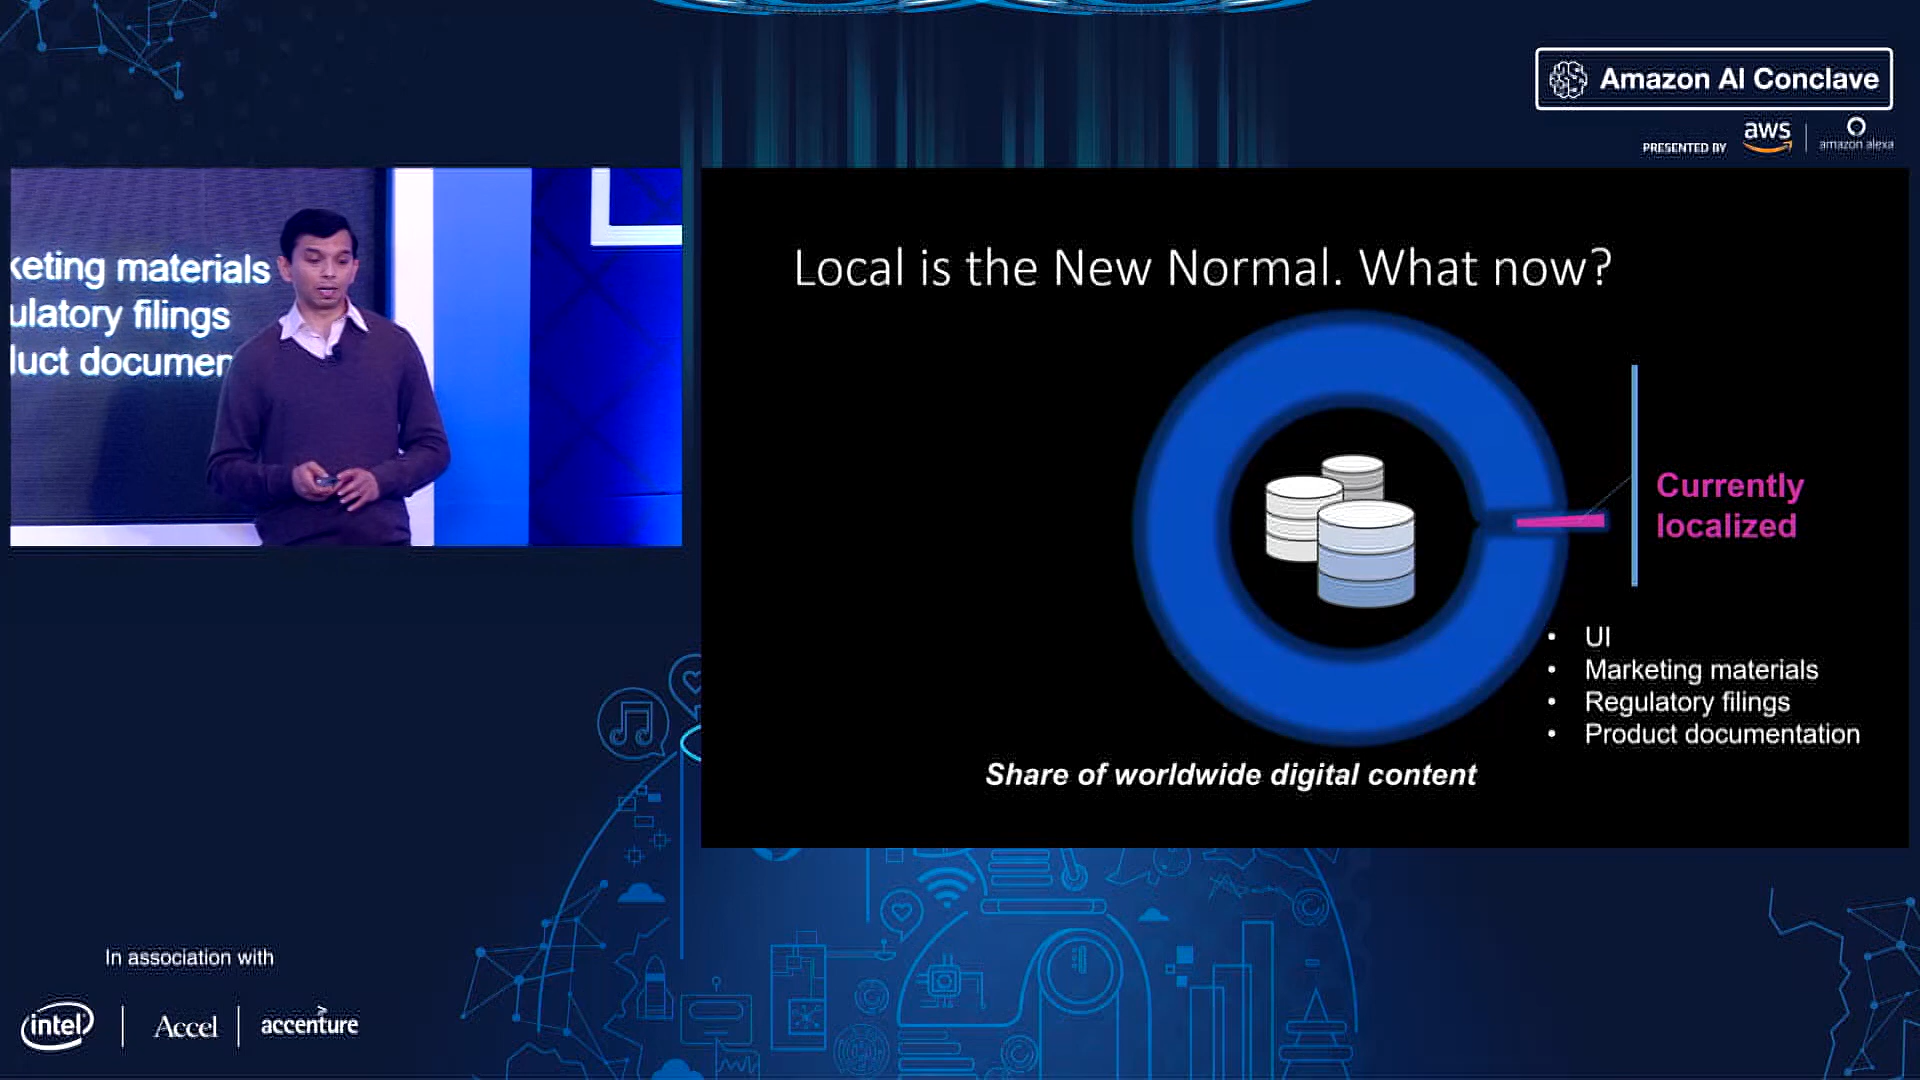 Amazon AI Conclave
PRESENTED BY
aws
amazon alexa
keting materials
ulatory filings
luct documen
Local is the New Normal. What now?
Currently
localized
• UI
• Marketing materials
• Regulatory filings
• Product documentation
Share of worldwide digital content
In association with
intel
Accel
accenture